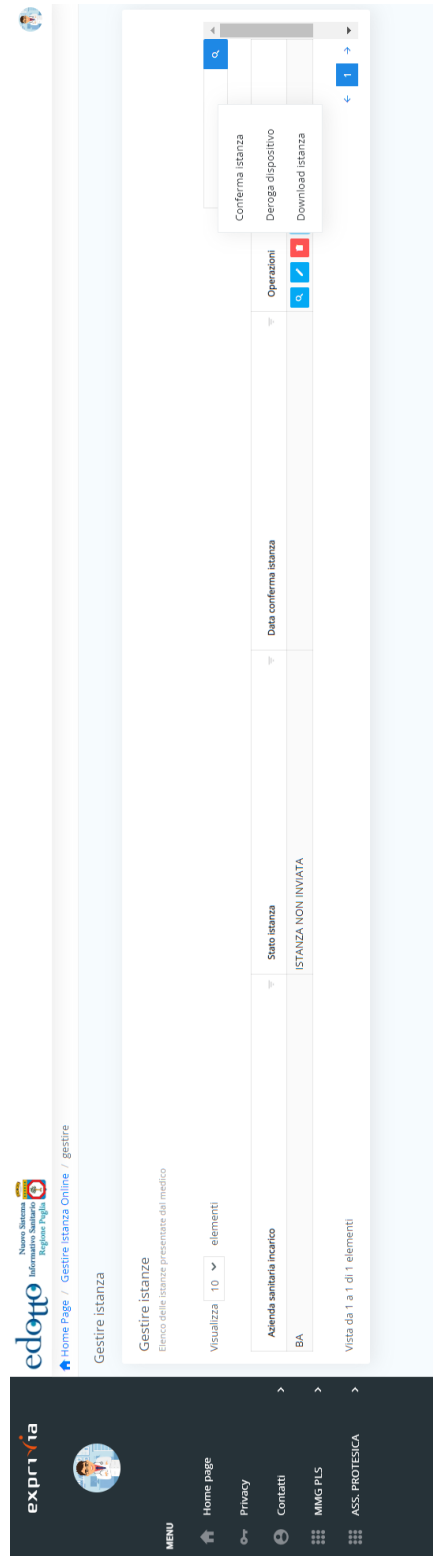 exprivia
MENU
Home page
Privacy
Contatti
MMG PLS
ASS. PROTESICA
edotto
Nuovo Sistema
Informativo Sanitario
Regione Puglia
Home Page / Gestire Istanza Online / gestire
Gestire istanza
Gestire istanze
Elenco delle istanze presentate dal medico
Visualizza 10 elementi
Azienda sanitaria incarico Stato istanza Data conferma istanza Operazioni
BA ISTANZA NON INVIATA
Conferma istanza
Deroga dispositivo
Download istanza
Vista da 1 a 1 di 1 elementi
← 1 →